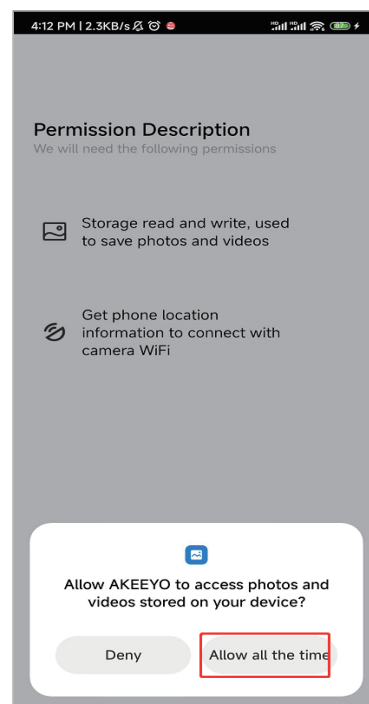 4:12 PM | 2.3KB/s
Permission Description
We will need the following permissions
Storage read and write, used
to save photos and videos
Get phone location
information to connect with
camera WiFi
Allow AKEEYO to access photos and
videos stored on your device?
Deny
Allow all the time